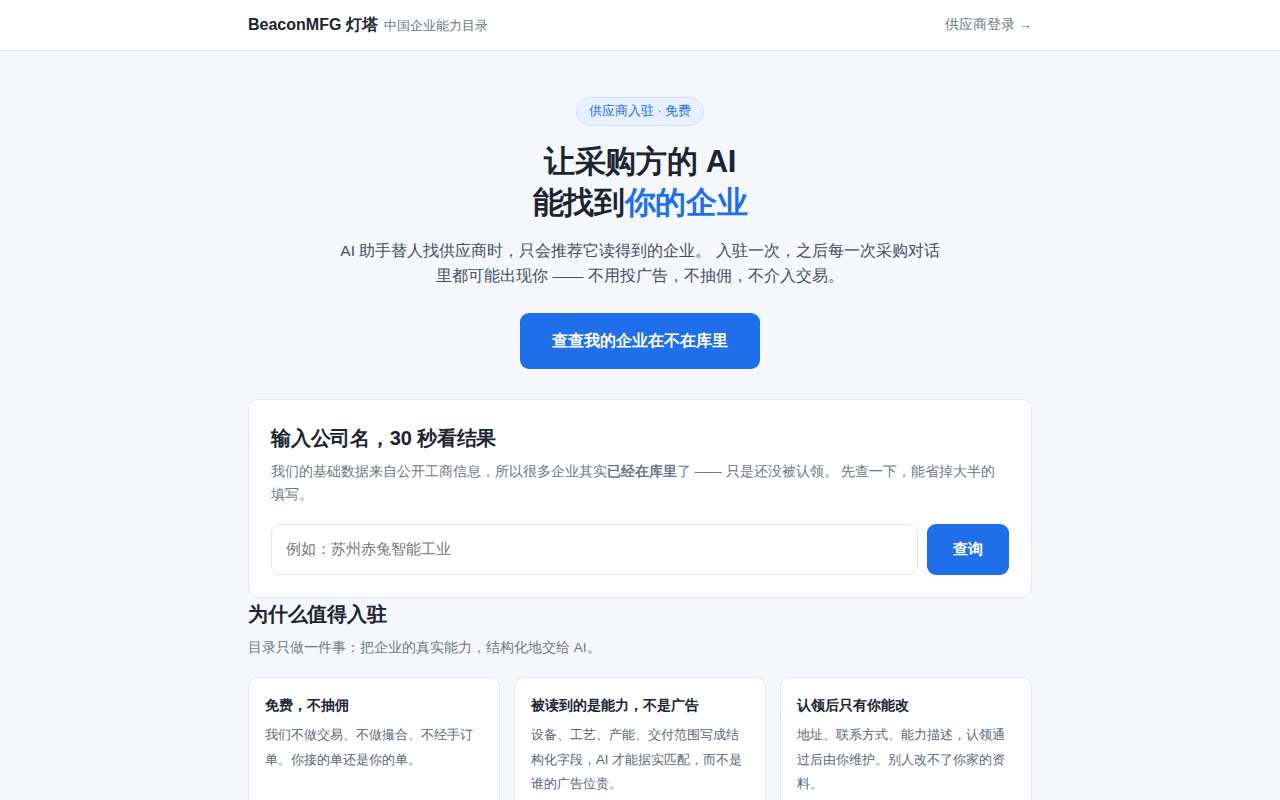 BeaconMFG 灯塔 中国企业能力目录
供应商登录 →
供应商入驻 · 免费
让采购方的 AI
能找到你的企业
AI 助手替人找供应商时，只会推荐它读得到的企业。 入驻一次，之后每一次采购对话
里都可能出现你 —— 不用投广告，不抽佣，不介入交易。
查查我的企业在不在库里
输入公司名，30 秒看结果
我们的基础数据来自公开工商信息，所以很多企业其实已经在库里了 —— 只是还没被认领。 先查一下，能省掉大半的
填写。
例如：苏州赤兔智能工业
查询
为什么值得入驻
目录只做一件事：把企业的真实能力，结构化地交给 AI。
免费，不抽佣
我们不做交易、不做撮合、不经手订
单。你接的单还是你的单。
被读到的是能力，不是广告
设备、工艺、产能、交付范围写成结
构化字段，AI 才能据实匹配，而不是
谁的广告位贵。
认领后只有你能改
地址、联系方式、能力描述，认领通
过后由你维护。别人改不了你家的资
料。